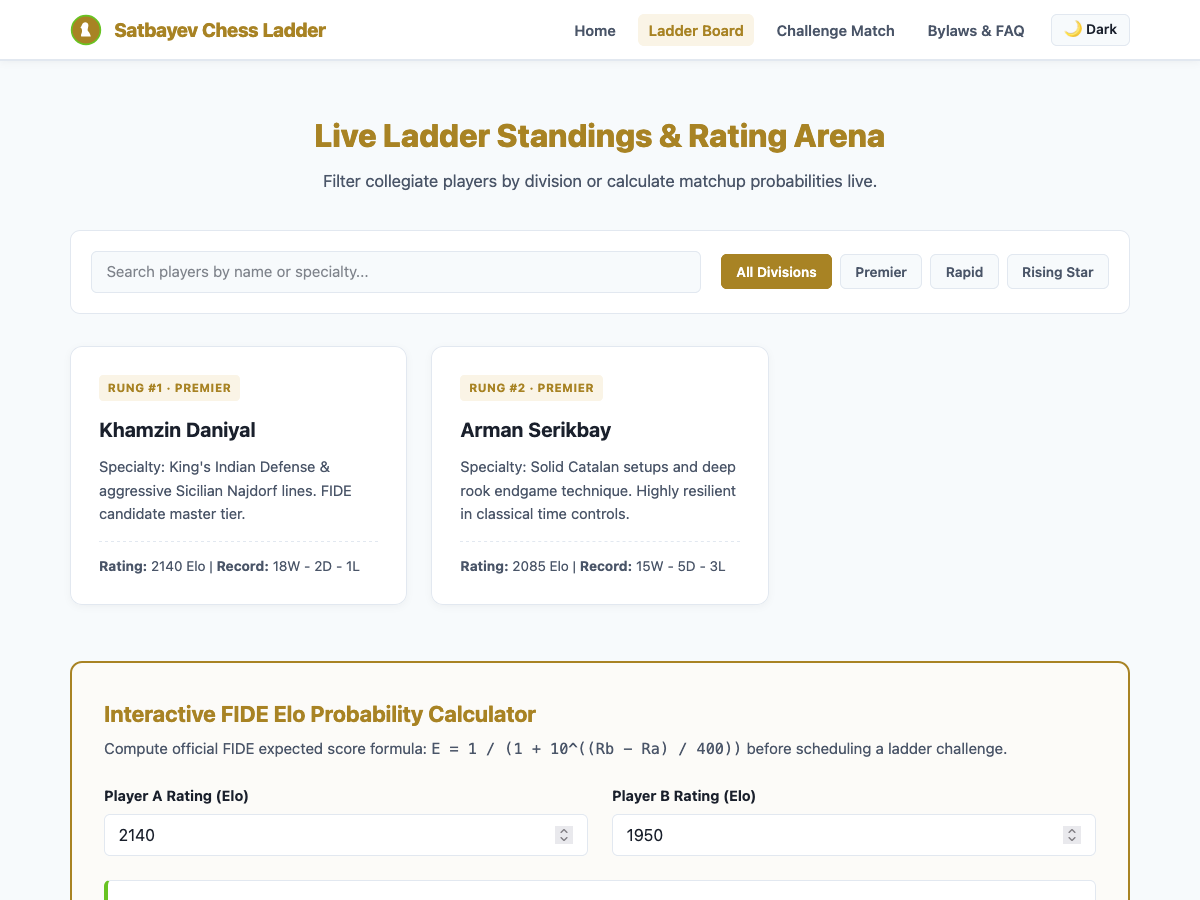 Satbayev Chess Ladder
Home
Ladder Board
Challenge Match
Bylaws & FAQ
🌙 Dark
Live Ladder Standings & Rating Arena
Filter collegiate players by division or calculate matchup probabilities live.
Search players by name or specialty...
All Divisions
Premier
Rapid
Rising Star
RUNG #1 · PREMIER
Khamzin Daniyal
Specialty: King's Indian Defense &
aggressive Sicilian Najdorf lines. FIDE
candidate master tier.
Rating: 2140 Elo | Record: 18W - 2D - 1L
RUNG #2 · PREMIER
Arman Serikbay
Specialty: Solid Catalan setups and deep
rook endgame technique. Highly resilient
in classical time controls.
Rating: 2085 Elo | Record: 15W - 5D - 3L
Interactive FIDE Elo Probability Calculator
Compute official FIDE expected score formula: E = 1 / (1 + 10^((Rb − Ra) / 400)) before scheduling a ladder challenge.
Player A Rating (Elo)
2140
Player B Rating (Elo)
1950